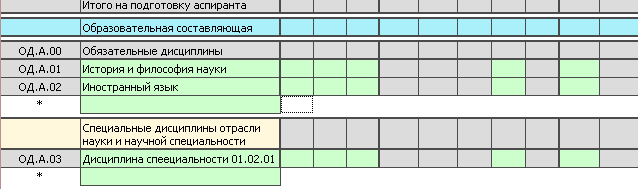 Итого на подготовку аспиранта
Образовательная составляющая
ОД.А.00 Обязательные дисциплины
ОД.А.01 История и философия науки
ОД.А.02 Иностранный язык
*
Специальные дисциплины отрасли
науки и научной специальности
ОД.А.03 Дисциплина спеециальности 01.02.01
*